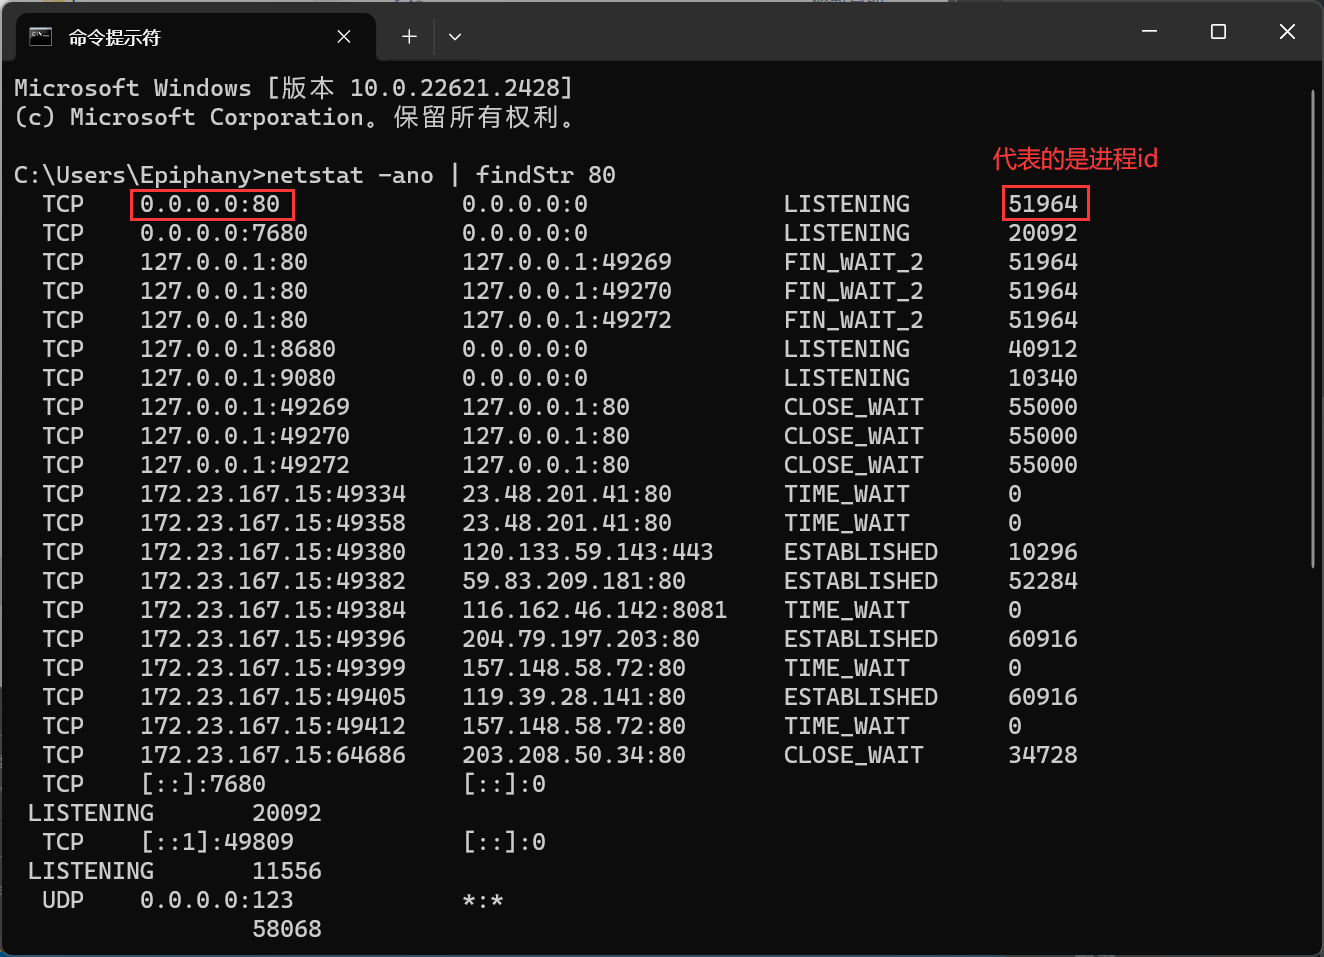 命令提示符
Microsoft Windows [版本 10.0.22621.2428]
(c) Microsoft Corporation。保留所有权利。
代表的是进程id
C:\Users\Epiphany>netstat -ano | findStr 80
TCP 0.0.0.0:80 0.0.0.0:0 LISTENING 51964
TCP 0.0.0.0:7680 0.0.0.0:0 LISTENING 20092
TCP 127.0.0.1:80 127.0.0.1:49269 FIN_WAIT_2 51964
TCP 127.0.0.1:80 127.0.0.1:49270 FIN_WAIT_2 51964
TCP 127.0.0.1:80 127.0.0.1:49272 FIN_WAIT_2 51964
TCP 127.0.0.1:8680 0.0.0.0:0 LISTENING 40912
TCP 127.0.0.1:9080 0.0.0.0:0 LISTENING 10340
TCP 127.0.0.1:49269 127.0.0.1:80 CLOSE_WAIT 55000
TCP 127.0.0.1:49270 127.0.0.1:80 CLOSE_WAIT 55000
TCP 127.0.0.1:49272 127.0.0.1:80 CLOSE_WAIT 55000
TCP 172.23.167.15:49334 23.48.201.41:80 TIME_WAIT 0
TCP 172.23.167.15:49358 23.48.201.41:80 TIME_WAIT 0
TCP 172.23.167.15:49380 120.133.59.143:443 ESTABLISHED 10296
TCP 172.23.167.15:49382 59.83.209.181:80 ESTABLISHED 52284
TCP 172.23.167.15:49384 116.162.46.142:8081 TIME_WAIT 0
TCP 172.23.167.15:49396 204.79.197.203:80 ESTABLISHED 60916
TCP 172.23.167.15:49399 157.148.58.72:80 TIME_WAIT 0
TCP 172.23.167.15:49405 119.39.28.141:80 ESTABLISHED 60916
TCP 172.23.167.15:49412 157.148.58.72:80 TIME_WAIT 0
TCP 172.23.167.15:64686 203.208.50.34:80 CLOSE_WAIT 34728
TCP [::]:7680 [::]:0
LISTENING 20092
TCP [::1]:49809 [::]:0
LISTENING 11556
UDP 0.0.0.0:123 *:*
58068